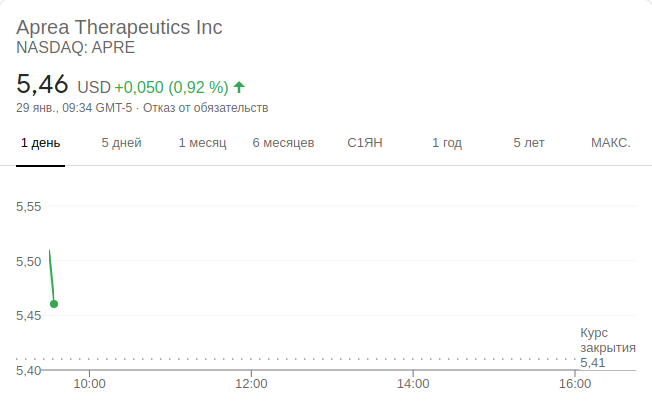 Aprea Therapeutics Inc
NASDAQ: APRE
5,46 USD +0,050 (0,92 %)
29 янв., 09:34 GMT-5 · Отказ от обязательств
1 день 5 дней 1 месяц 6 месяцев С1ЯН 1 год 5 лет МАКС.
5,55
5,50
5,45
Курс
закрытия
5,41
5,40
10:00 12:00 14:00 16:00